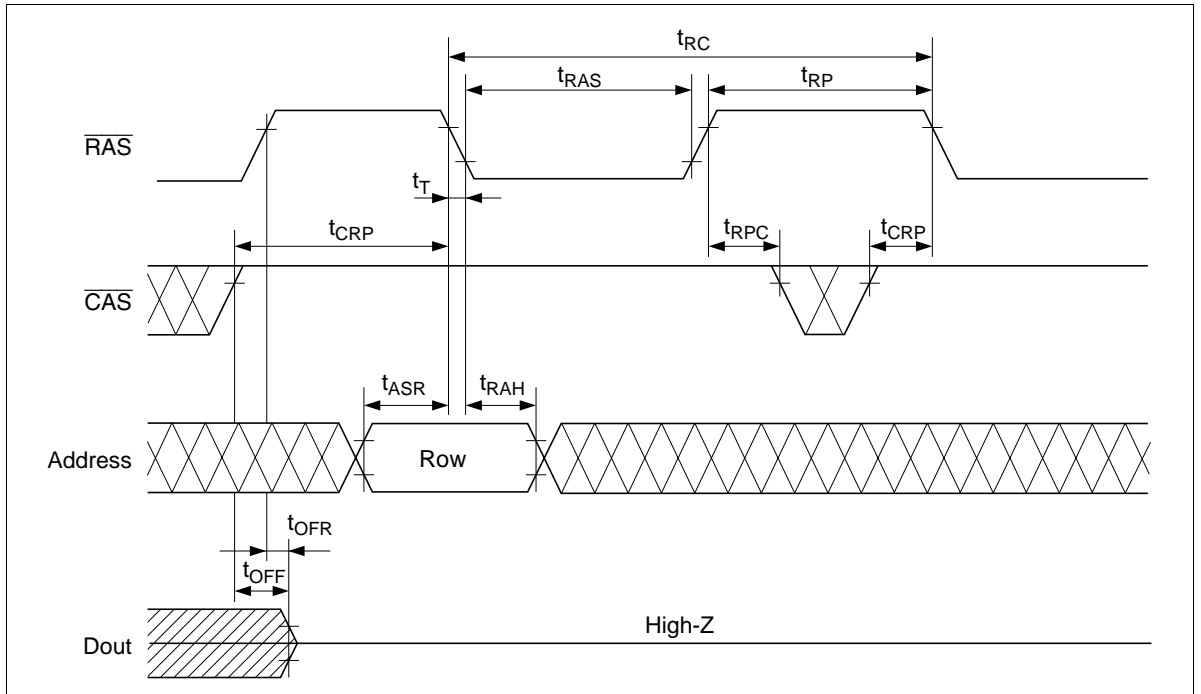 tRC
tRAS
tRP
RAS
tT
tCRP
tRPC
tCRP
CAS
tASR
tRAH
Address
Row
tOFR
tOFF
High-Z
Dout